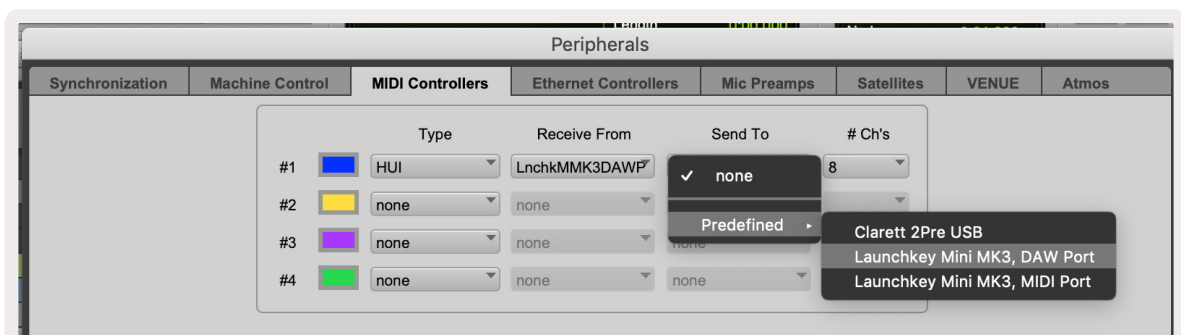 Peripherals
Synchronization Machine Control MIDI Controllers Ethernet Controllers Mic Preamps Satellites VENUE Atmos
Type Receive From Send To # Ch's
#1 HUI LnchkMMK3DAWP 8
✓ none
#2 none none
Predefined
Clarett 2Pre USB
Launchkey Mini MK3, DAW Port
Launchkey Mini MK3, MIDI Port
#3 none none none
#4 none none none